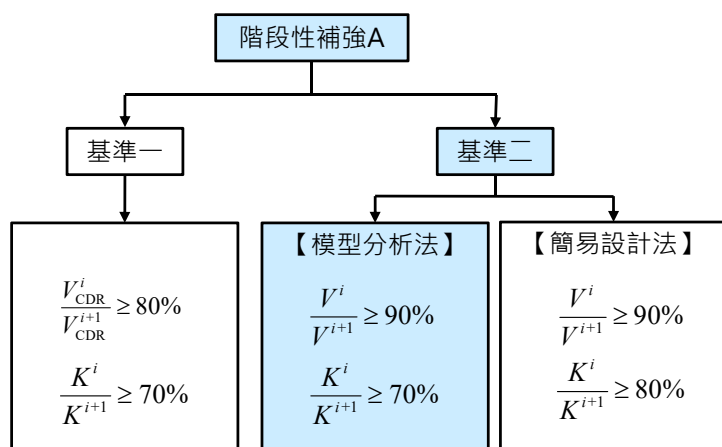 階段性補強A
基準一
基準二
V^i_CDR / V^{i+1}_CDR ≥ 80%
K^i / K^{i+1} ≥ 70%
【模型分析法】
V^i / V^{i+1} ≥ 90%
K^i / K^{i+1} ≥ 70%
【簡易設計法】
V^i / V^{i+1} ≥ 90%
K^i / K^{i+1} ≥ 80%